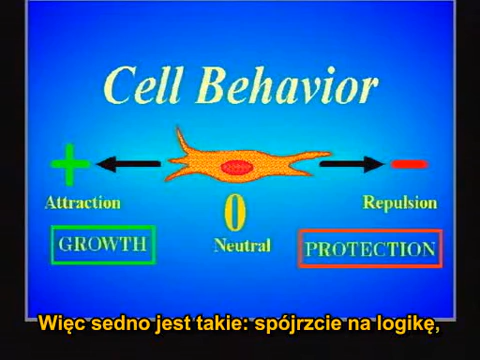 Cell Behavior
+
-
Attraction
Repulsion
0
GROWTH
Neutral
PROTECTION
Więc sedno jest takie: spójrzcie na logikę,